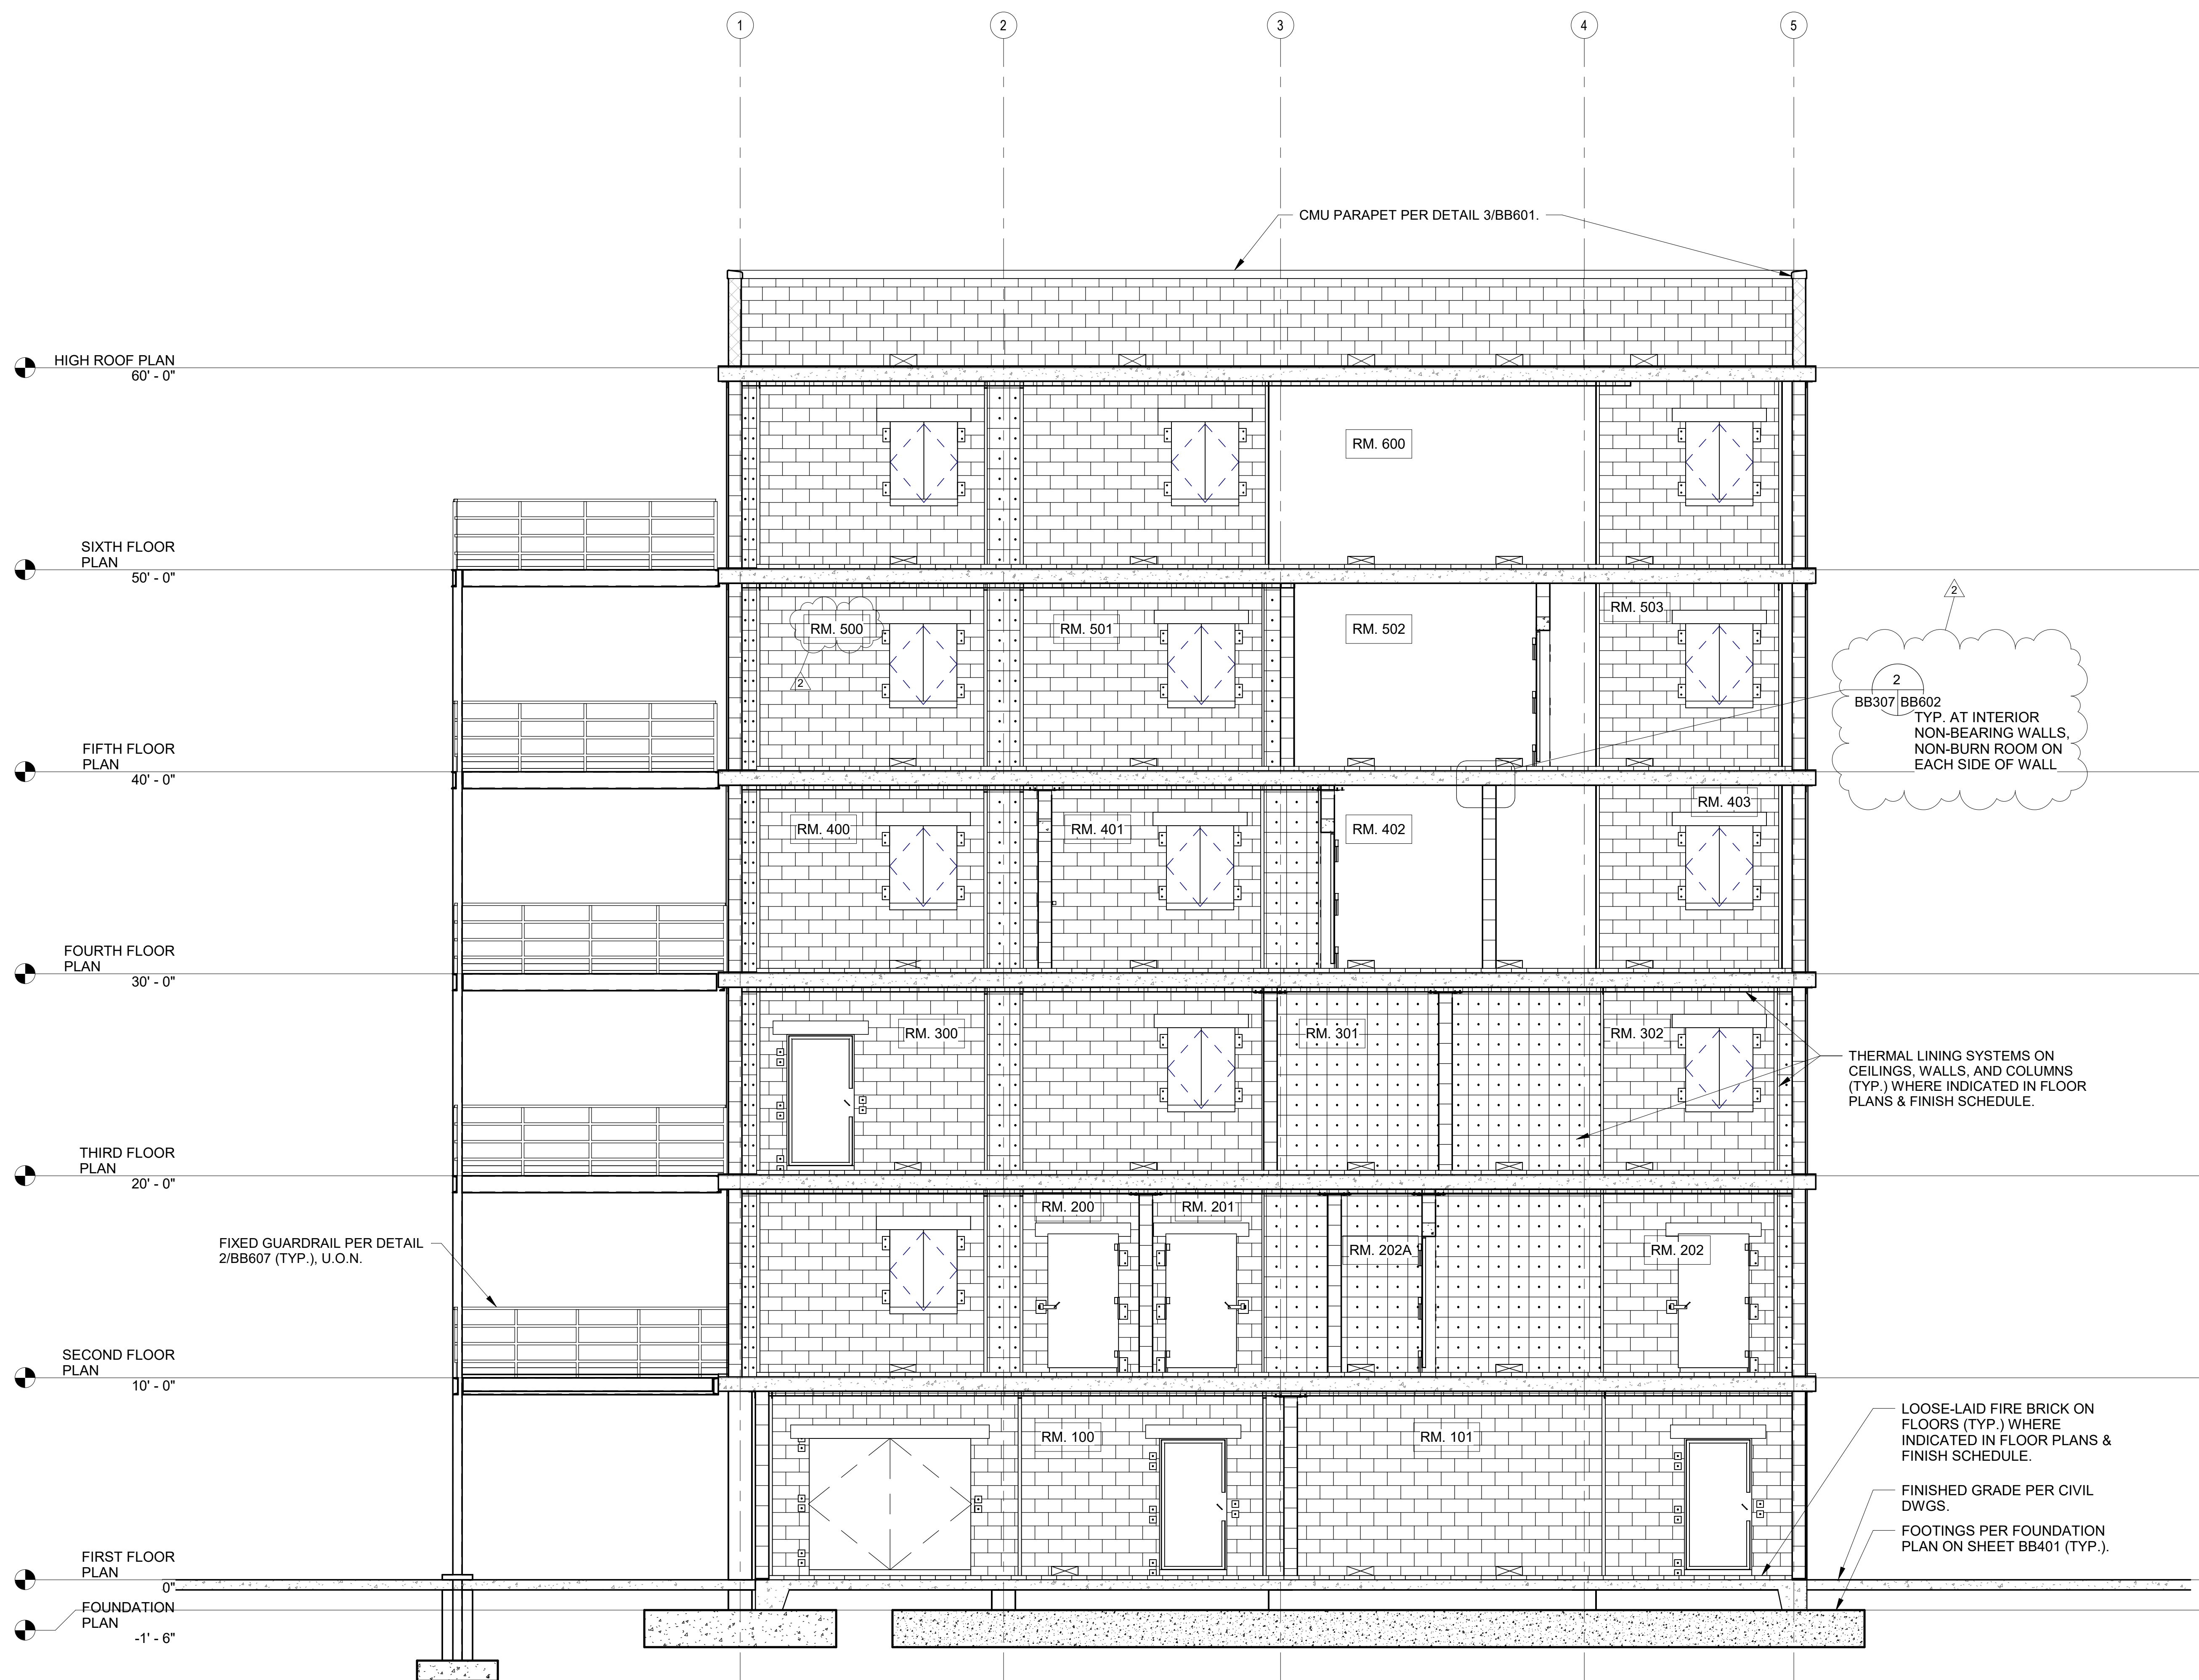 1
2
3
4
5
CMU PARAPET PER DETAIL 3/BB601.
HIGH ROOF PLAN
60' - 0"
RM. 600
SIXTH FLOOR
PLAN
50' - 0"
2
RM. 500
RM. 501
RM. 502
RM. 503
2
2
BB307
BB602
TYP. AT INTERIOR
NON-BEARING WALLS,
NON-BURN ROOM ON
EACH SIDE OF WALL
FIFTH FLOOR
PLAN
40' - 0"
RM. 400
RM. 401
RM. 402
RM. 403
FOURTH FLOOR
PLAN
30' - 0"
RM. 300
RM. 301
RM. 302
THERMAL LINING SYSTEMS ON
CEILINGS, WALLS, AND COLUMNS
(TYP.) WHERE INDICATED IN FLOOR
PLANS & FINISH SCHEDULE.
THIRD FLOOR
PLAN
20' - 0"
RM. 200
RM. 201
RM. 202A
RM. 202
FIXED GUARDRAIL PER DETAIL
2/BB607 (TYP.), U.O.N.
SECOND FLOOR
PLAN
10' - 0"
RM. 100
RM. 101
LOOSE-LAID FIRE BRICK ON
FLOORS (TYP.) WHERE
INDICATED IN FLOOR PLANS &
FINISH SCHEDULE.
FINISHED GRADE PER CIVIL
DWGS.
FOOTINGS PER FOUNDATION
PLAN ON SHEET BB401 (TYP.).
FIRST FLOOR
PLAN
0"
FOUNDATION
PLAN
-1' - 6"